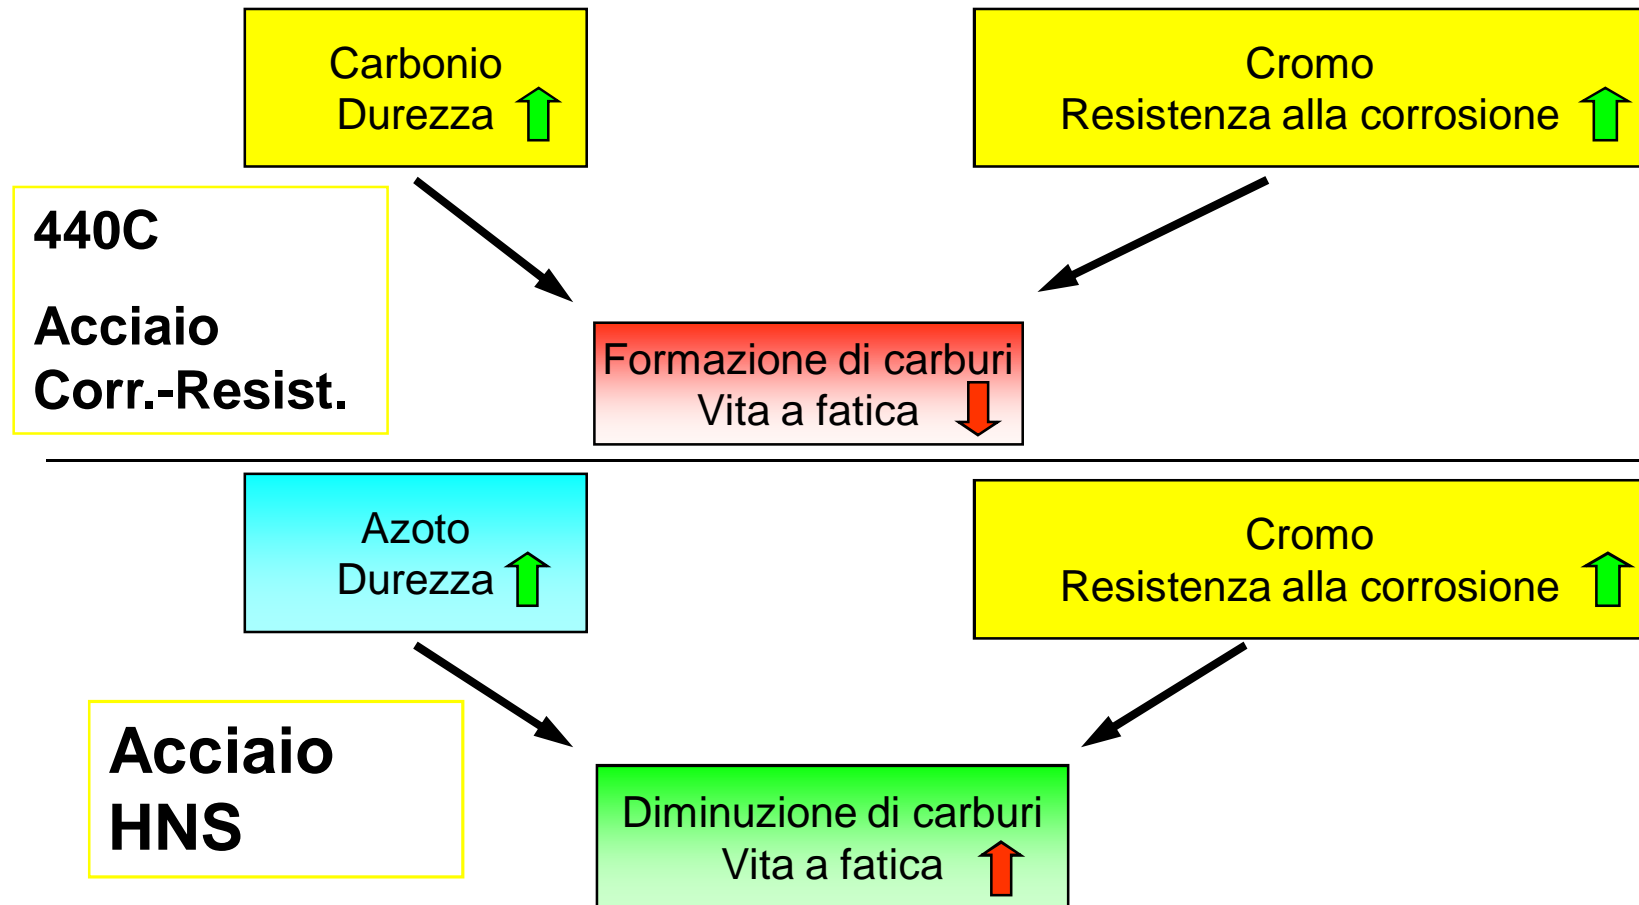 Carbonio
Durezza
Cromo
Resistenza alla corrosione
440C
Acciaio
Corr.-Resist.
Formazione di carburi
Vita a fatica
Azoto
Durezza
Cromo
Resistenza alla corrosione
Acciaio
HNS
Diminuzione di carburi
Vita a fatica